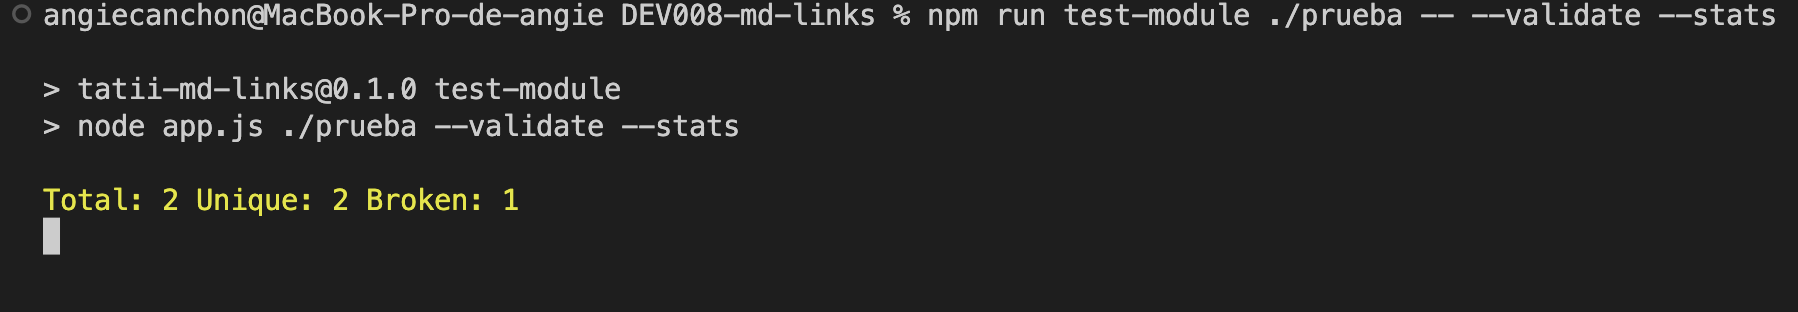 angiecanchon@MacBook-Pro-de-angie DEV008-md-links % npm run test-module ./prueba -- --validate --stats
> tatii-md-links@0.1.0 test-module
> node app.js ./prueba --validate --stats
Total: 2 Unique: 2 Broken: 1